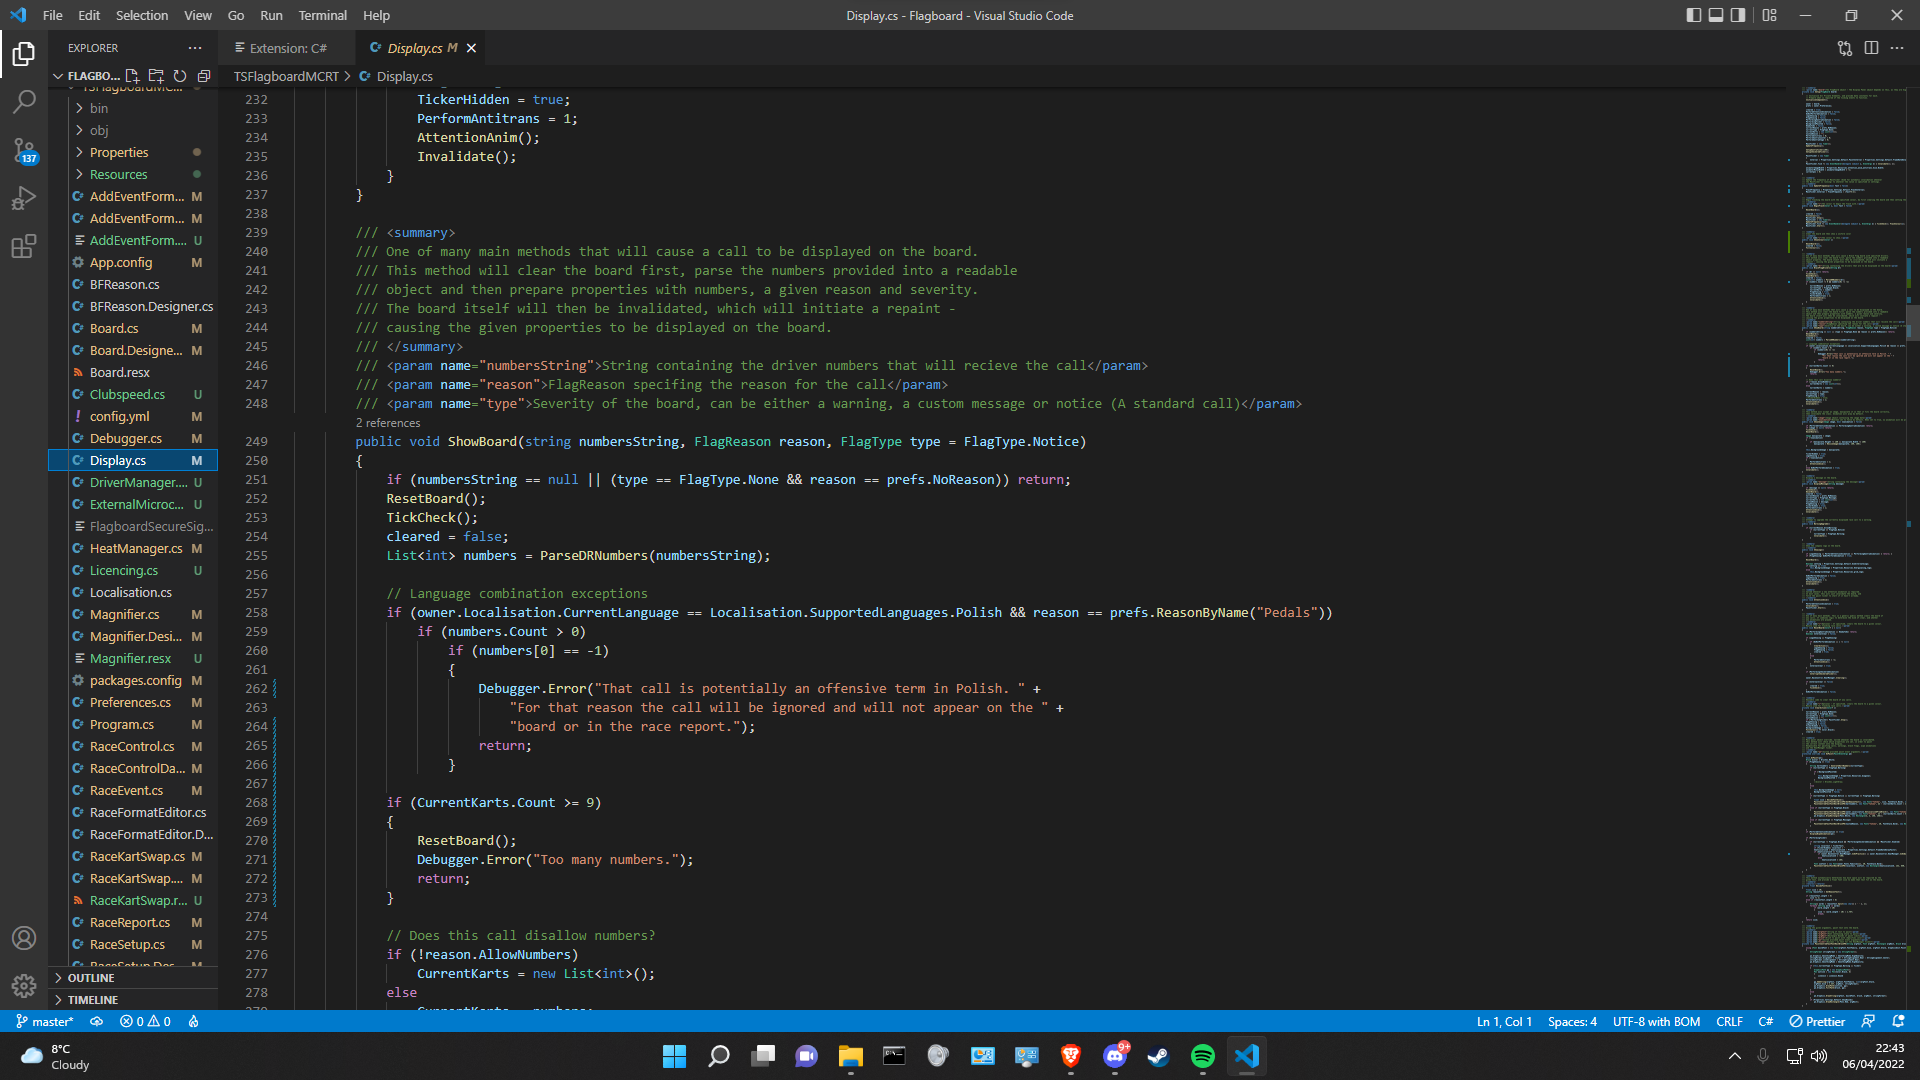 File Edit Selection View Go Run Terminal Help
Display.cs - Flagboard - Visual Studio Code
EXPLORER
Extension: C#
Display.cs M
FLAGBO...
TSFlagboardMCRT > Display.cs
TSFlagboardMC...
bin
obj
Properties
Resources
AddEventForm... M
AddEventForm... M
AddEventForm.... U
App.config M
BFReason.cs
BFReason.Designer.cs
Board.cs M
Board.Designe... M
Board.resx
Clubspeed.cs U
config.yml M
Debugger.cs M
Display.cs M
DriverManager.... U
ExternalMicroc... U
FlagboardSecureSig...
HeatManager.cs M
Licencing.cs U
Localisation.cs
Magnifier.cs M
Magnifier.Desi... M
Magnifier.resx U
packages.config M
Preferences.cs M
Program.cs M
RaceControl.cs M
RaceControlDa... M
RaceEvent.cs M
RaceFormatEditor.cs
RaceFormatEditor.D...
RaceKartSwap.cs M
RaceKartSwap.... M
RaceKartSwap.r... U
RaceReport.cs M
RaceSetup.cs M
RaceSetup.Des... M
OUTLINE
TIMELINE
137
232 TickerHidden = true;
233 PerformAntitrans = 1;
234 AttentionAnim();
235 Invalidate();
236 }
237 }
238
239 /// <summary>
240 /// One of many main methods that will cause a call to be displayed on the board.
241 /// This method will clear the board first, parse the numbers provided into a readable
242 /// object and then prepare properties with numbers, a given reason and severity.
243 /// The board itself will then be invalidated, which will initiate a repaint -
244 /// causing the given properties to be displayed on the board.
245 /// </summary>
246 /// <param name="numbersString">String containing the driver numbers that will recieve the call</param>
247 /// <param name="reason">FlagReason specifing the reason for the call</param>
248 /// <param name="type">Severity of the board, can be either a warning, a custom message or notice (A standard call)</param>
2 references
249 public void ShowBoard(string numbersString, FlagReason reason, FlagType type = FlagType.Notice)
250 {
251 if (numbersString == null || (type == FlagType.None && reason == prefs.NoReason)) return;
252 ResetBoard();
253 TickCheck();
254 cleared = false;
255 List<int> numbers = ParseDRNumbers(numbersString);
256
257 // Language combination exceptions
258 if (owner.Localisation.CurrentLanguage == Localisation.SupportedLanguages.Polish && reason == prefs.ReasonByName("Pedals"))
259 if (numbers.Count > 0)
260 if (numbers[0] == -1)
261 {
262 Debugger.Error("That call is potentially an offensive term in Polish. " +
263 "For that reason the call will be ignored and will not appear on the " +
264 "board or in the race report.");
265 return;
266 }
267
268 if (CurrentKarts.Count >= 9)
269 {
270 ResetBoard();
271 Debugger.Error("Too many numbers.");
272 return;
273 }
274
275 // Does this call disallow numbers?
276 if (!reason.AllowNumbers)
277 CurrentKarts = new List<int>();
278 else
279 CurrentKarts = numbers;
master* 0 0
Ln 1, Col 1 Spaces: 4 UTF-8 with BOM CRLF C# Prettier
8°C
Cloudy
9+
22:43
06/04/2022